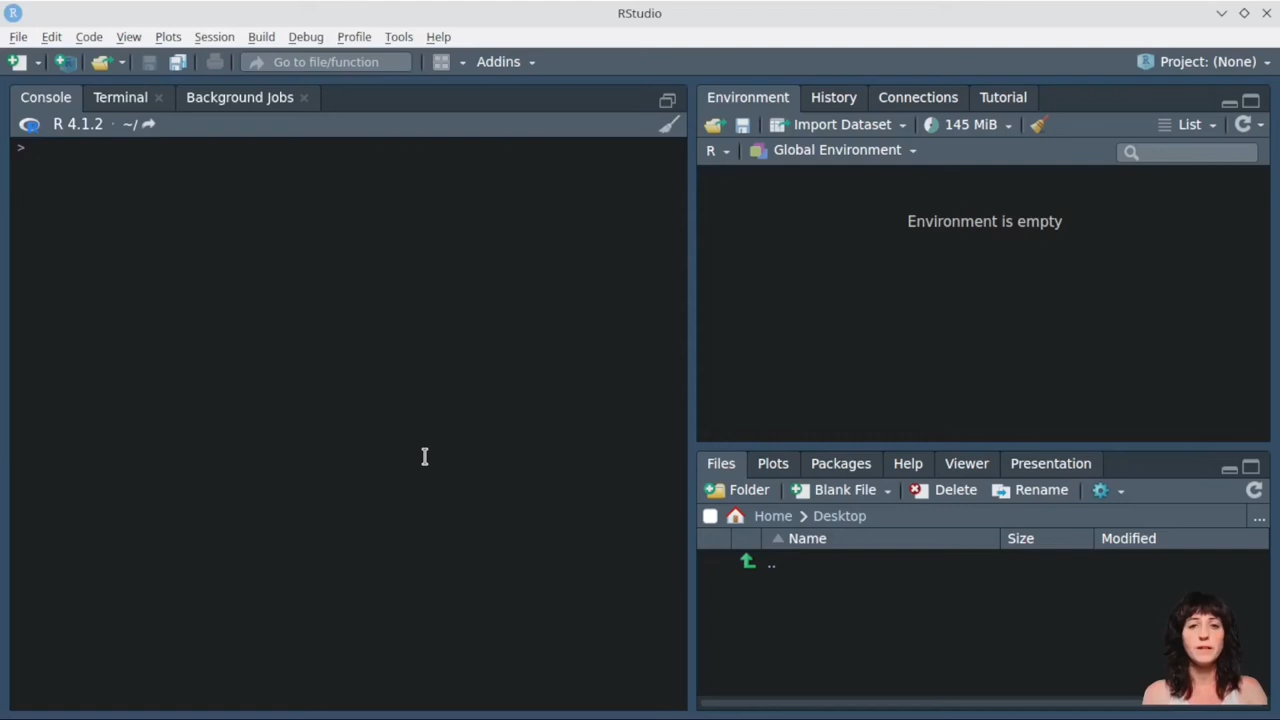 RStudio
File Edit Code View Plots Session Build Debug Profile Tools Help
Go to file/function Addins Project: (None)
Console Terminal Background Jobs
R 4.1.2 · ~/
>
Environment History Connections Tutorial
Import Dataset 145 MiB List
R Global Environment
Environment is empty
Files Plots Packages Help Viewer Presentation
Folder Blank File Delete Rename
Home Desktop ...
Name Size Modified
..